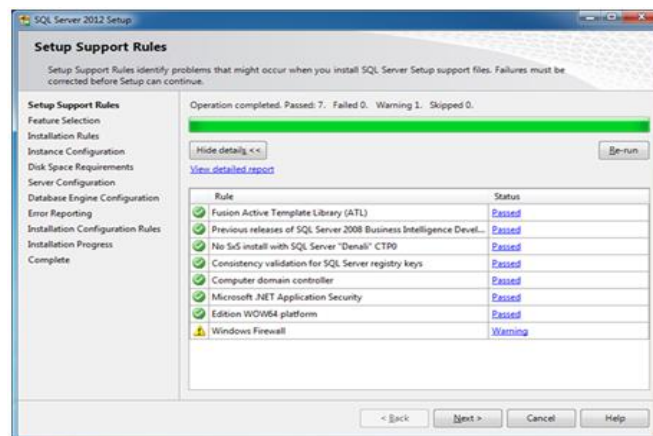 SQL Server 2012 Setup
Setup Support Rules
Setup Support Rules identify problems that might occur when you install SQL Server Setup support files. Failures must be
corrected before Setup can continue.
Setup Support Rules
Feature Selection
Installation Rules
Instance Configuration
Disk Space Requirements
Server Configuration
Database Engine Configuration
Error Reporting
Installation Configuration Rules
Installation Progress
Complete
Operation completed. Passed: 7. Failed 0. Warning 1. Skipped 0.
Hide details <<
Re-run
View detailed report
Rule Status
Fusion Active Template Library (ATL) Passed
Previous releases of SQL Server 2008 Business Intelligence Devel... Passed
No SxS install with SQL Server "Denali" CTP0 Passed
Consistency validation for SQL Server registry keys Passed
Computer domain controller Passed
Microsoft .NET Application Security Passed
Edition WOW64 platform Passed
Windows Firewall Warning
< Back Next > Cancel Help